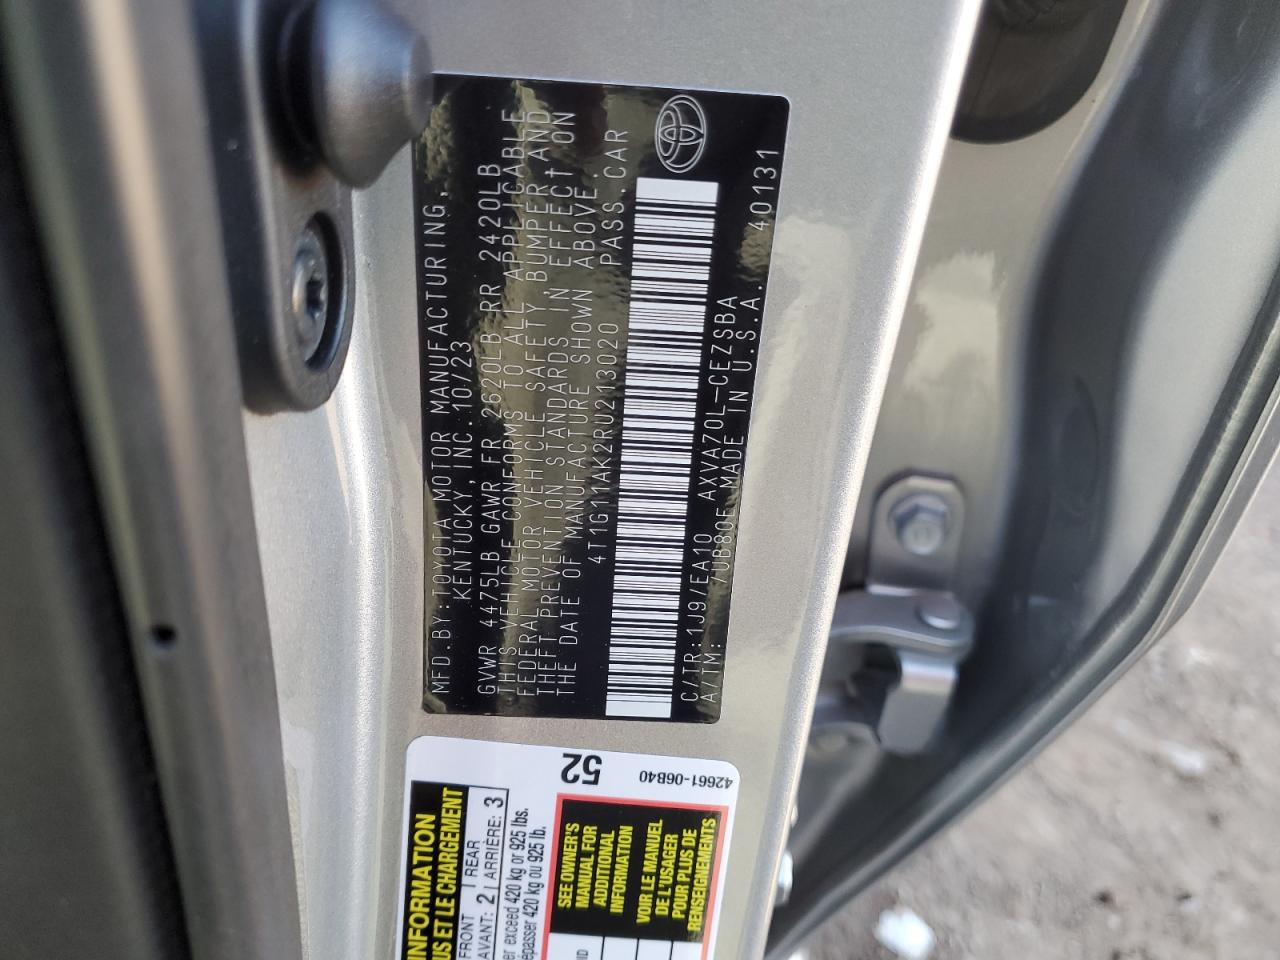 MFD.BY:TOYOTA MOTOR MANUFACTURING,
KENTUCKY,INC. 10/23
GVWR 4475LB GAWR FR 2620LB RR 2420LB
THIS VEHICLE CONFORMS TO ALL APPLICABLE
FEDERAL MOTOR VEHICLE SAFETY, BUMPER AND
THEFT PREVENTION STANDARDS IN EFFECT ON
THE DATE OF MANUFACTURE SHOWN ABOVE.
4T1G11AK2RU213020 PASS.CAR
C/TR:1J9/EA10 AXVA70L-CEZSBA
A/TM: /UB80E MADE IN U.S.A. 40131
52
42661-06B40
INFORMATION
US ET LE CHARGEMENT
FRONT
REAR
AVANT: 2
ARRIÈRE: 3
er exceed 420 kg or 925 lbs.
épasser 420 kg ou 925 lb.
SEE OWNER'S
MANUAL FOR
ADDITIONAL
INFORMATION
VOIR LE MANUEL
DE L'USAGER
POUR PLUS DE
RENSEIGNEMENTS